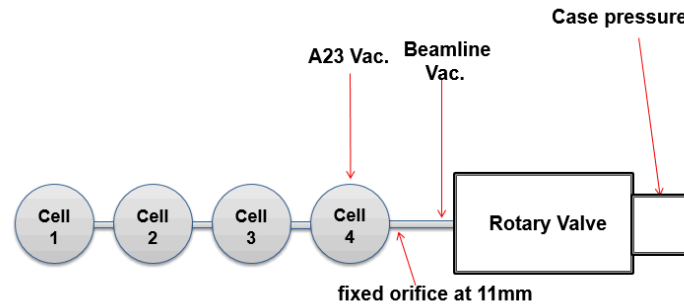 Case pressure
A23 Vac.
Beamline
Vac.
Cell
1
Cell
2
Cell
3
Cell
4
Rotary Valve
fixed orifice at 11mm